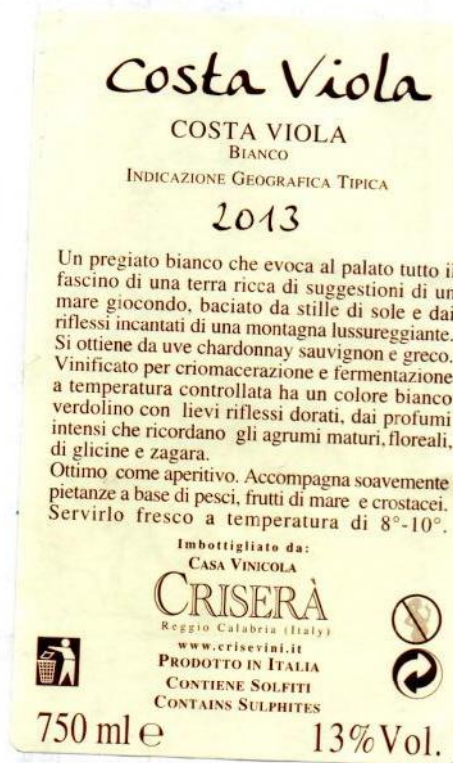 Costa Viola
COSTA VIOLA
BIANCO
INDICAZIONE GEOGRAFICA TIPICA
2013
Un pregiato bianco che evoca al palato tutto il
fascino di una terra ricca di suggestioni di un
mare giocondo, baciato da stille di sole e dai
riflessi incantati di una montagna lussureggiante.
Si ottiene da uve chardonnay sauvignon e greco.
Vinificato per criomacerazione e fermentazione
a temperatura controllata ha un colore bianco
verdolino con lievi riflessi dorati, dai profumi
intensi che ricordano gli agrumi maturi, floreali,
di glicine e zagara.
Ottimo come aperitivo. Accompagna soavemente
pietanze a base di pesci, frutti di mare e crostacei.
Servirlo fresco a temperatura di 8°-10°.
Imbottigliato da:
CASA VINICOLA
CRISERÀ
Reggio Calabria (Italy)
www.crisevini.it
PRODOTTO IN ITALIA
CONTIENE SOLFITI
CONTAINS SULPHITES
750 ml e
13% Vol.